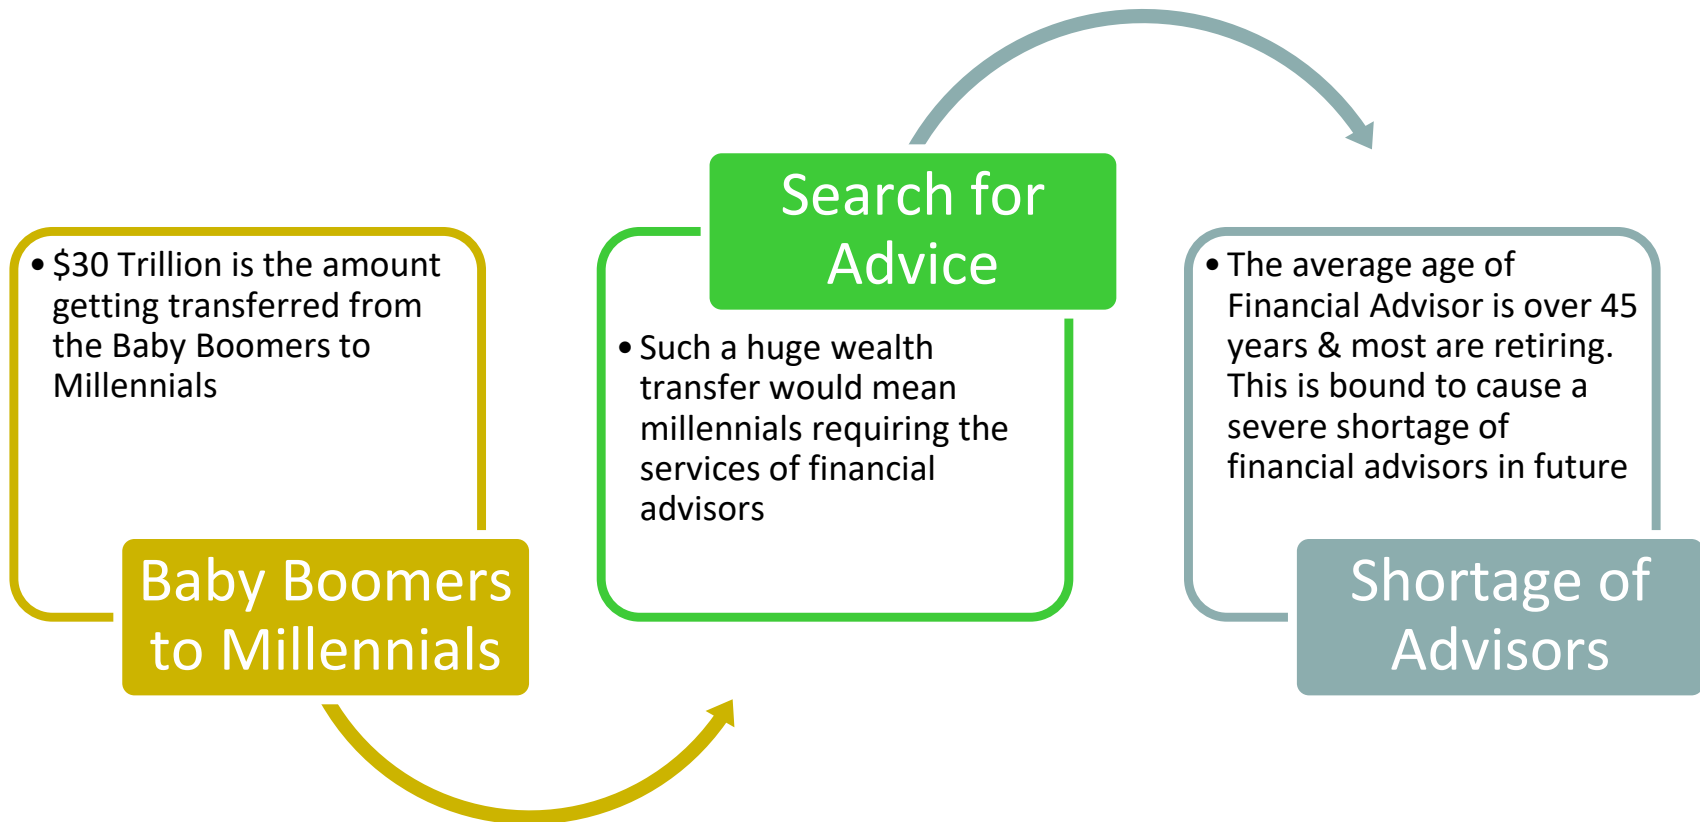 • $30 Trillion is the amount
getting transferred from
the Baby Boomers to
Millennials
Baby Boomers
to Millennials
Search for
Advice
• Such a huge wealth
transfer would mean
millennials requiring the
services of financial
advisors
• The average age of
Financial Advisor is over 45
years & most are retiring.
This is bound to cause a
severe shortage of
financial advisors in future
Shortage of
Advisors